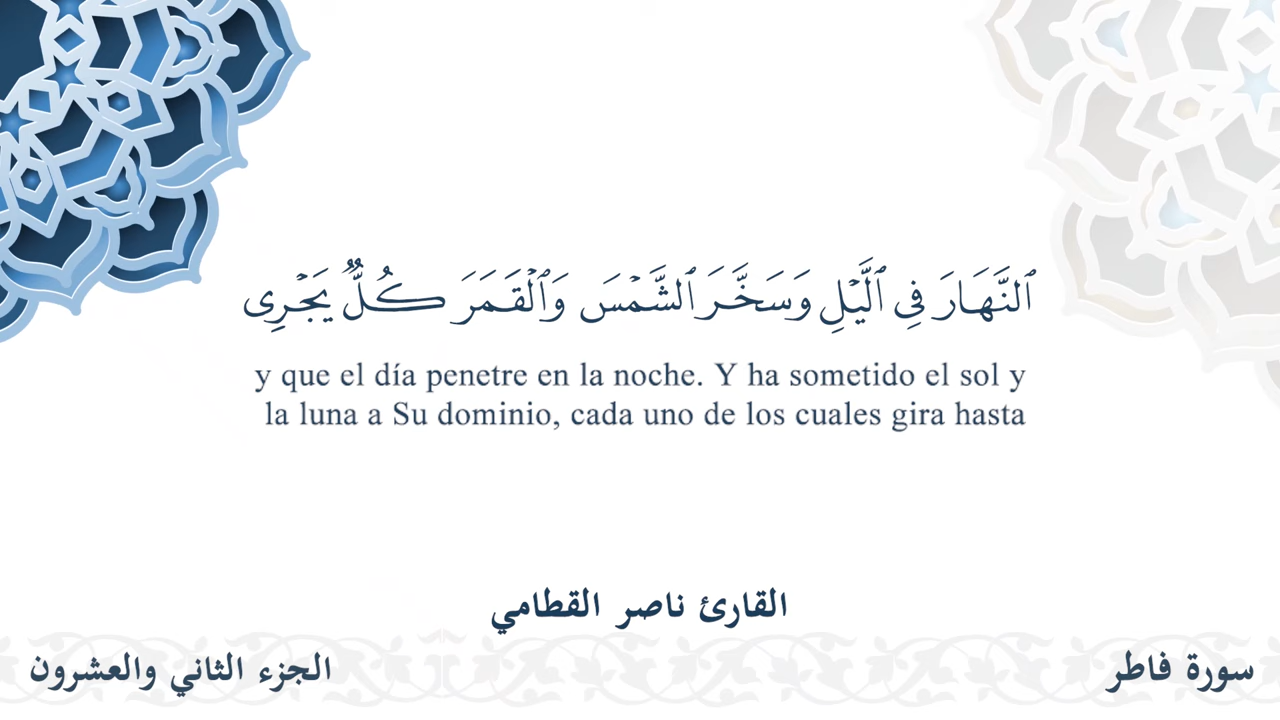 ٱلنَّهَارَ فِي ٱلَّيۡلِ وَسَخَّرَ ٱلشَّمۡسَ وَٱلۡقَمَرَ كُلّٞ يَجۡرِي
y que el día penetre en la noche. Y ha sometido el sol y
la luna a Su dominio, cada uno de los cuales gira hasta
القارئ ناصر القطامي
سورة فاطر
الجزء الثاني والعشرون